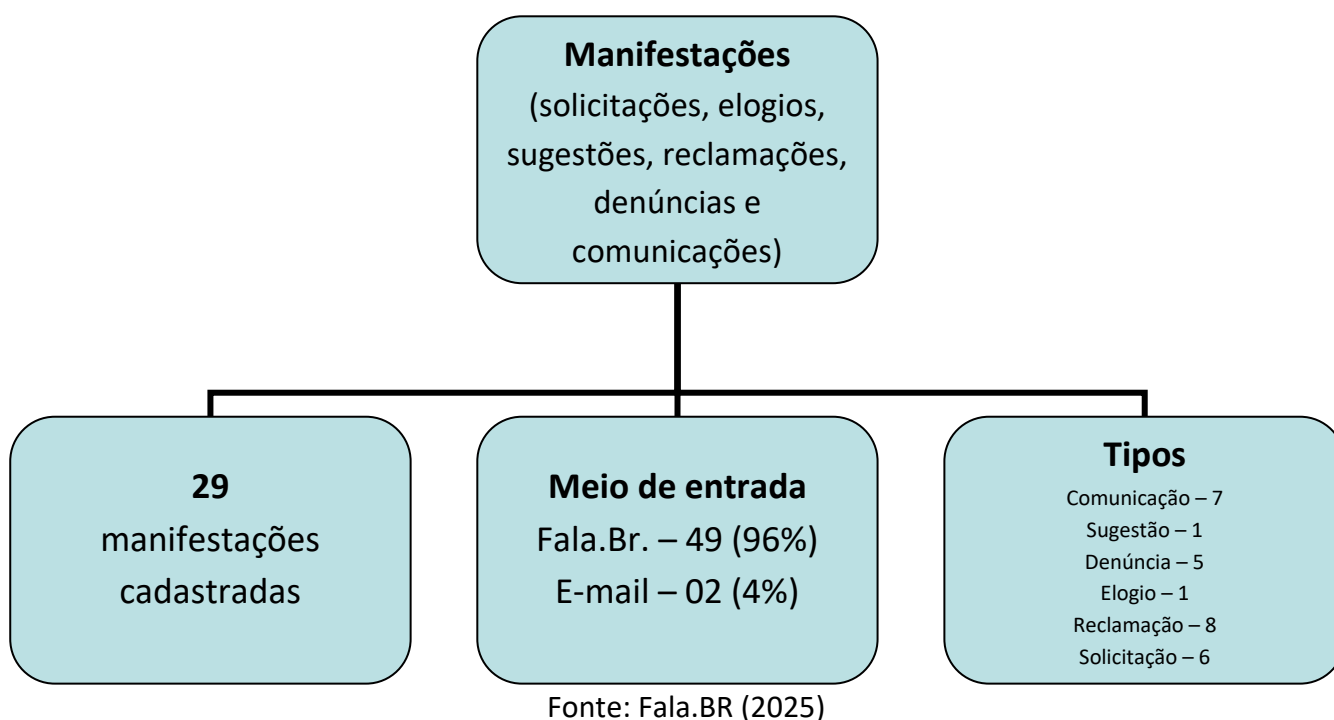 Manifestações
(solicitações, elogios,
sugestões, reclamações,
denúncias e
comunicações)
29
manifestações
cadastradas
Meio de entrada
Fala.Br. – 49 (96%)
E-mail – 02 (4%)
Tipos
Comunicação – 7
Sugestão – 1
Denúncia – 5
Elogio – 1
Reclamação – 8
Solicitação – 6
Fonte: Fala.BR (2025)